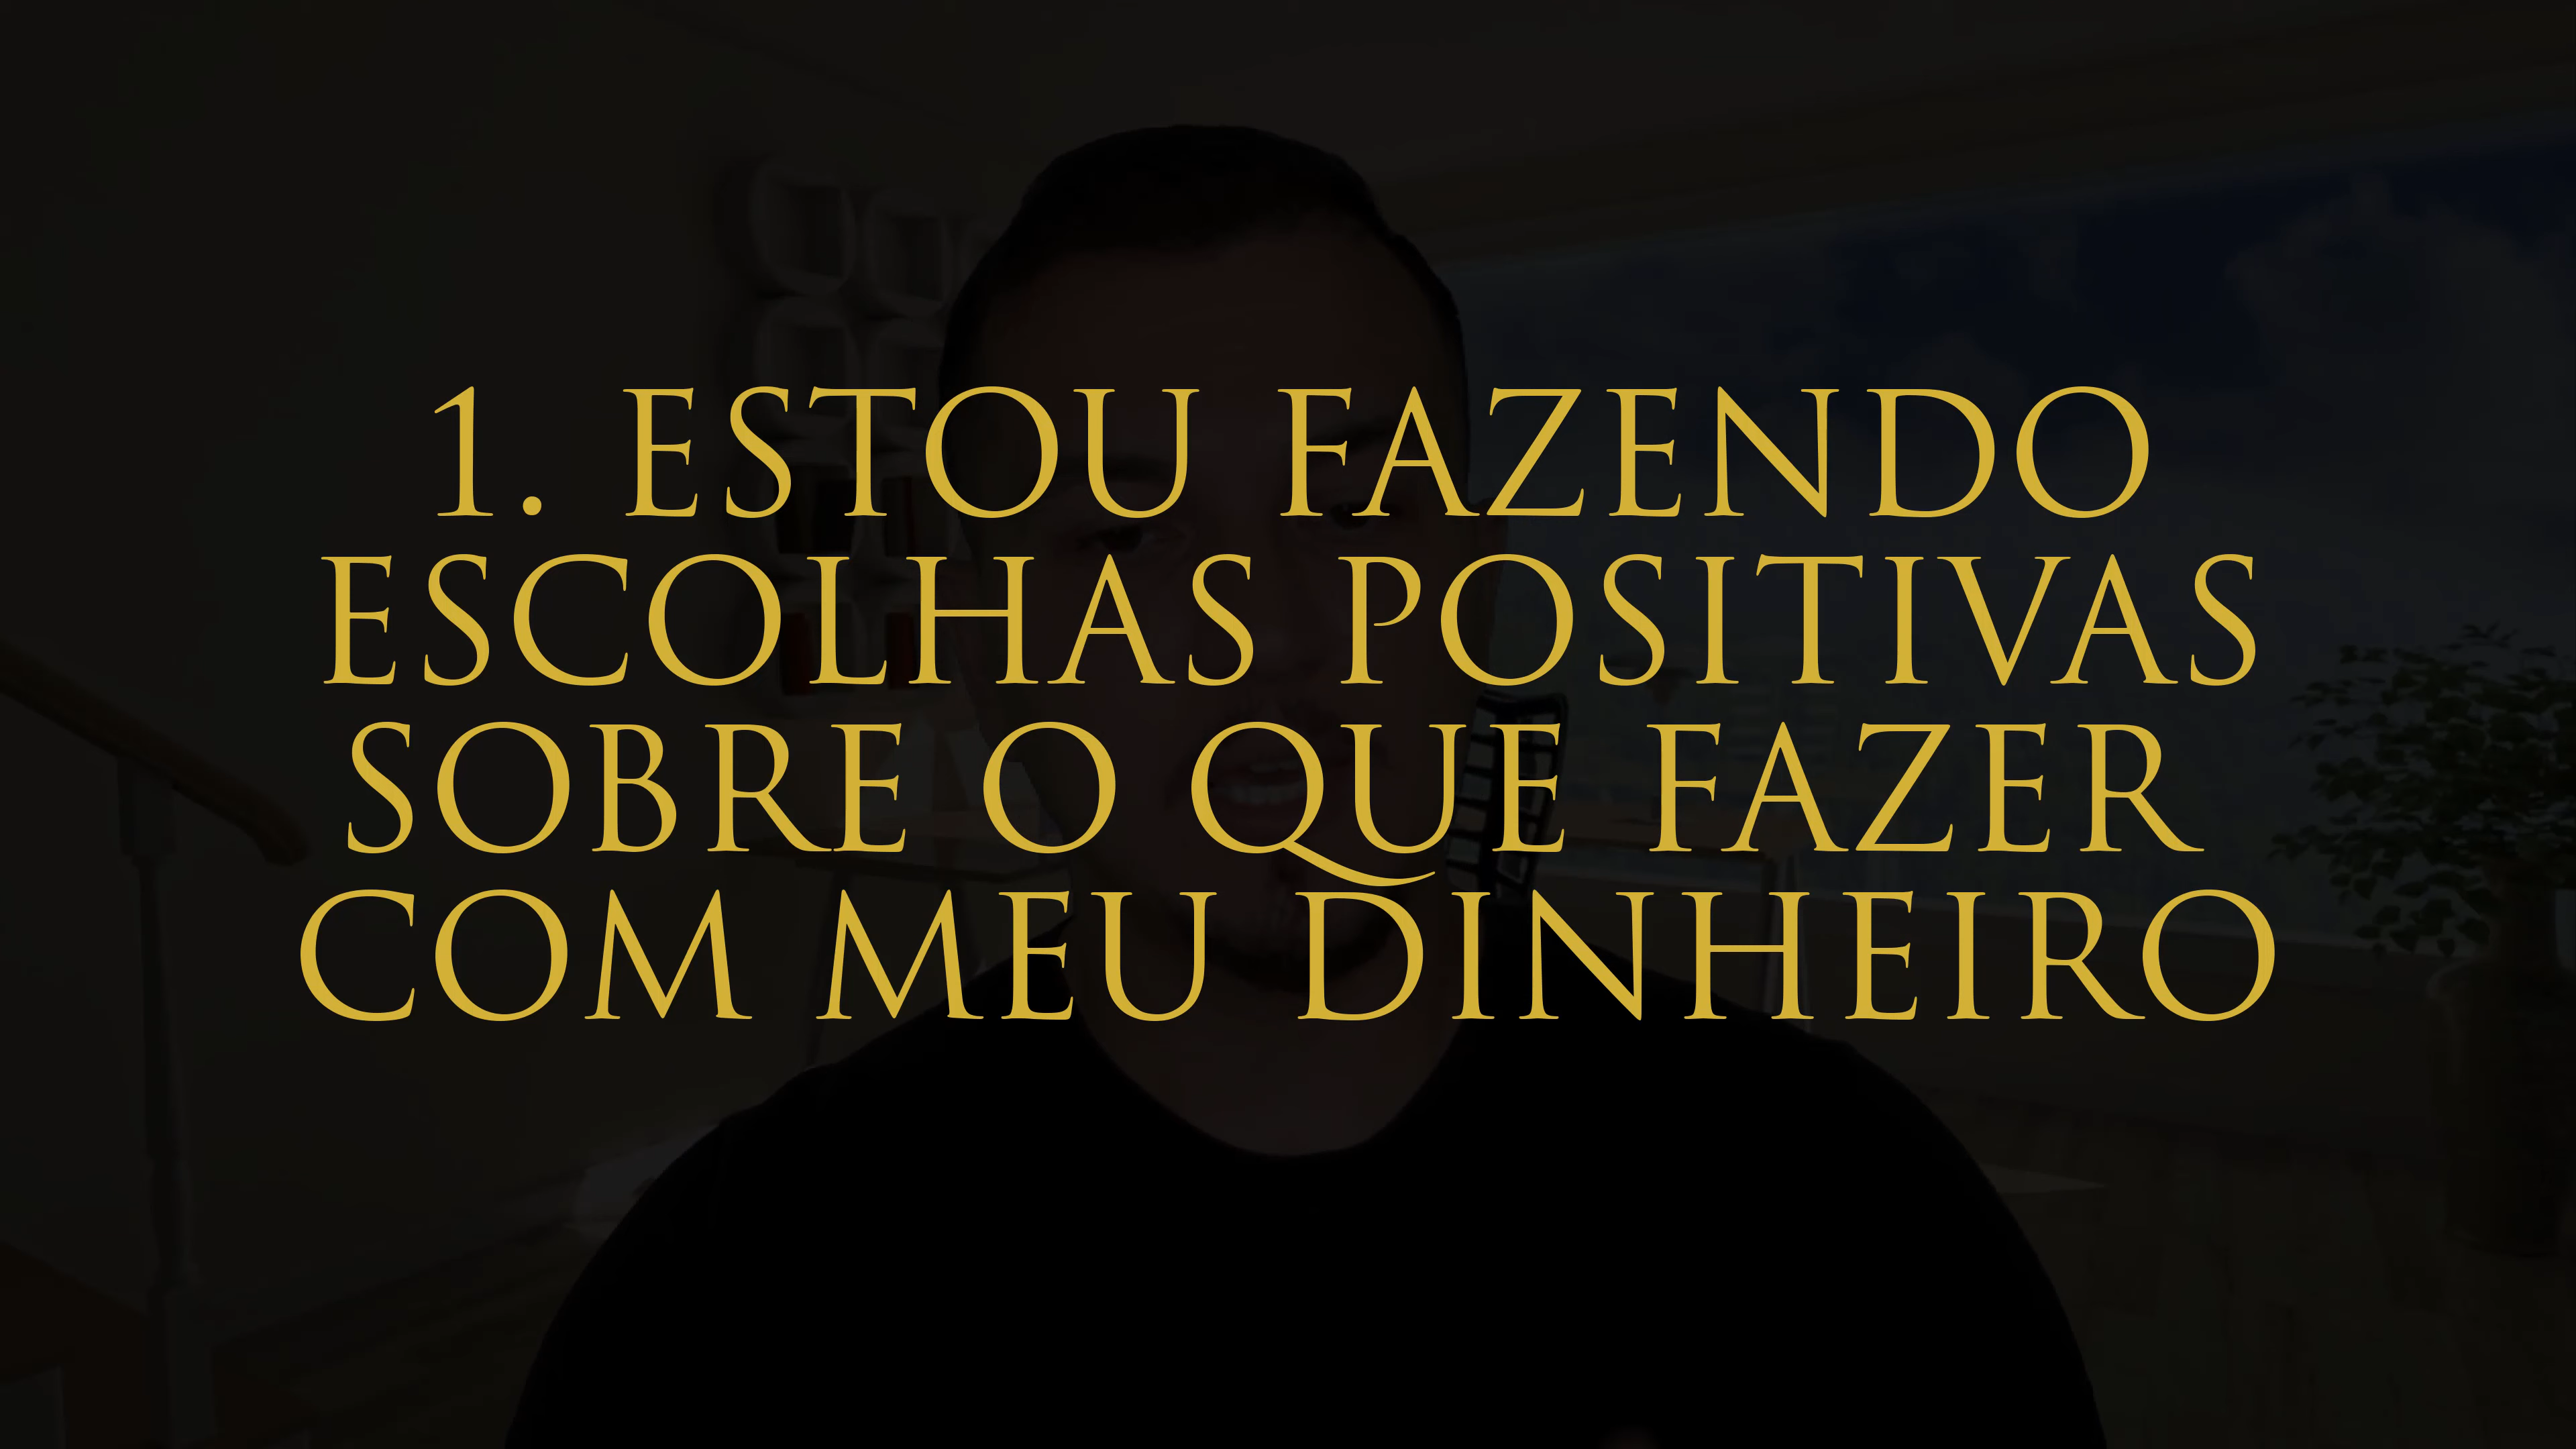 1. ESTOU FAZENDO
ESCOLHAS POSITIVAS
SOBRE O QUE FAZER
COM MEU DINHEIRO